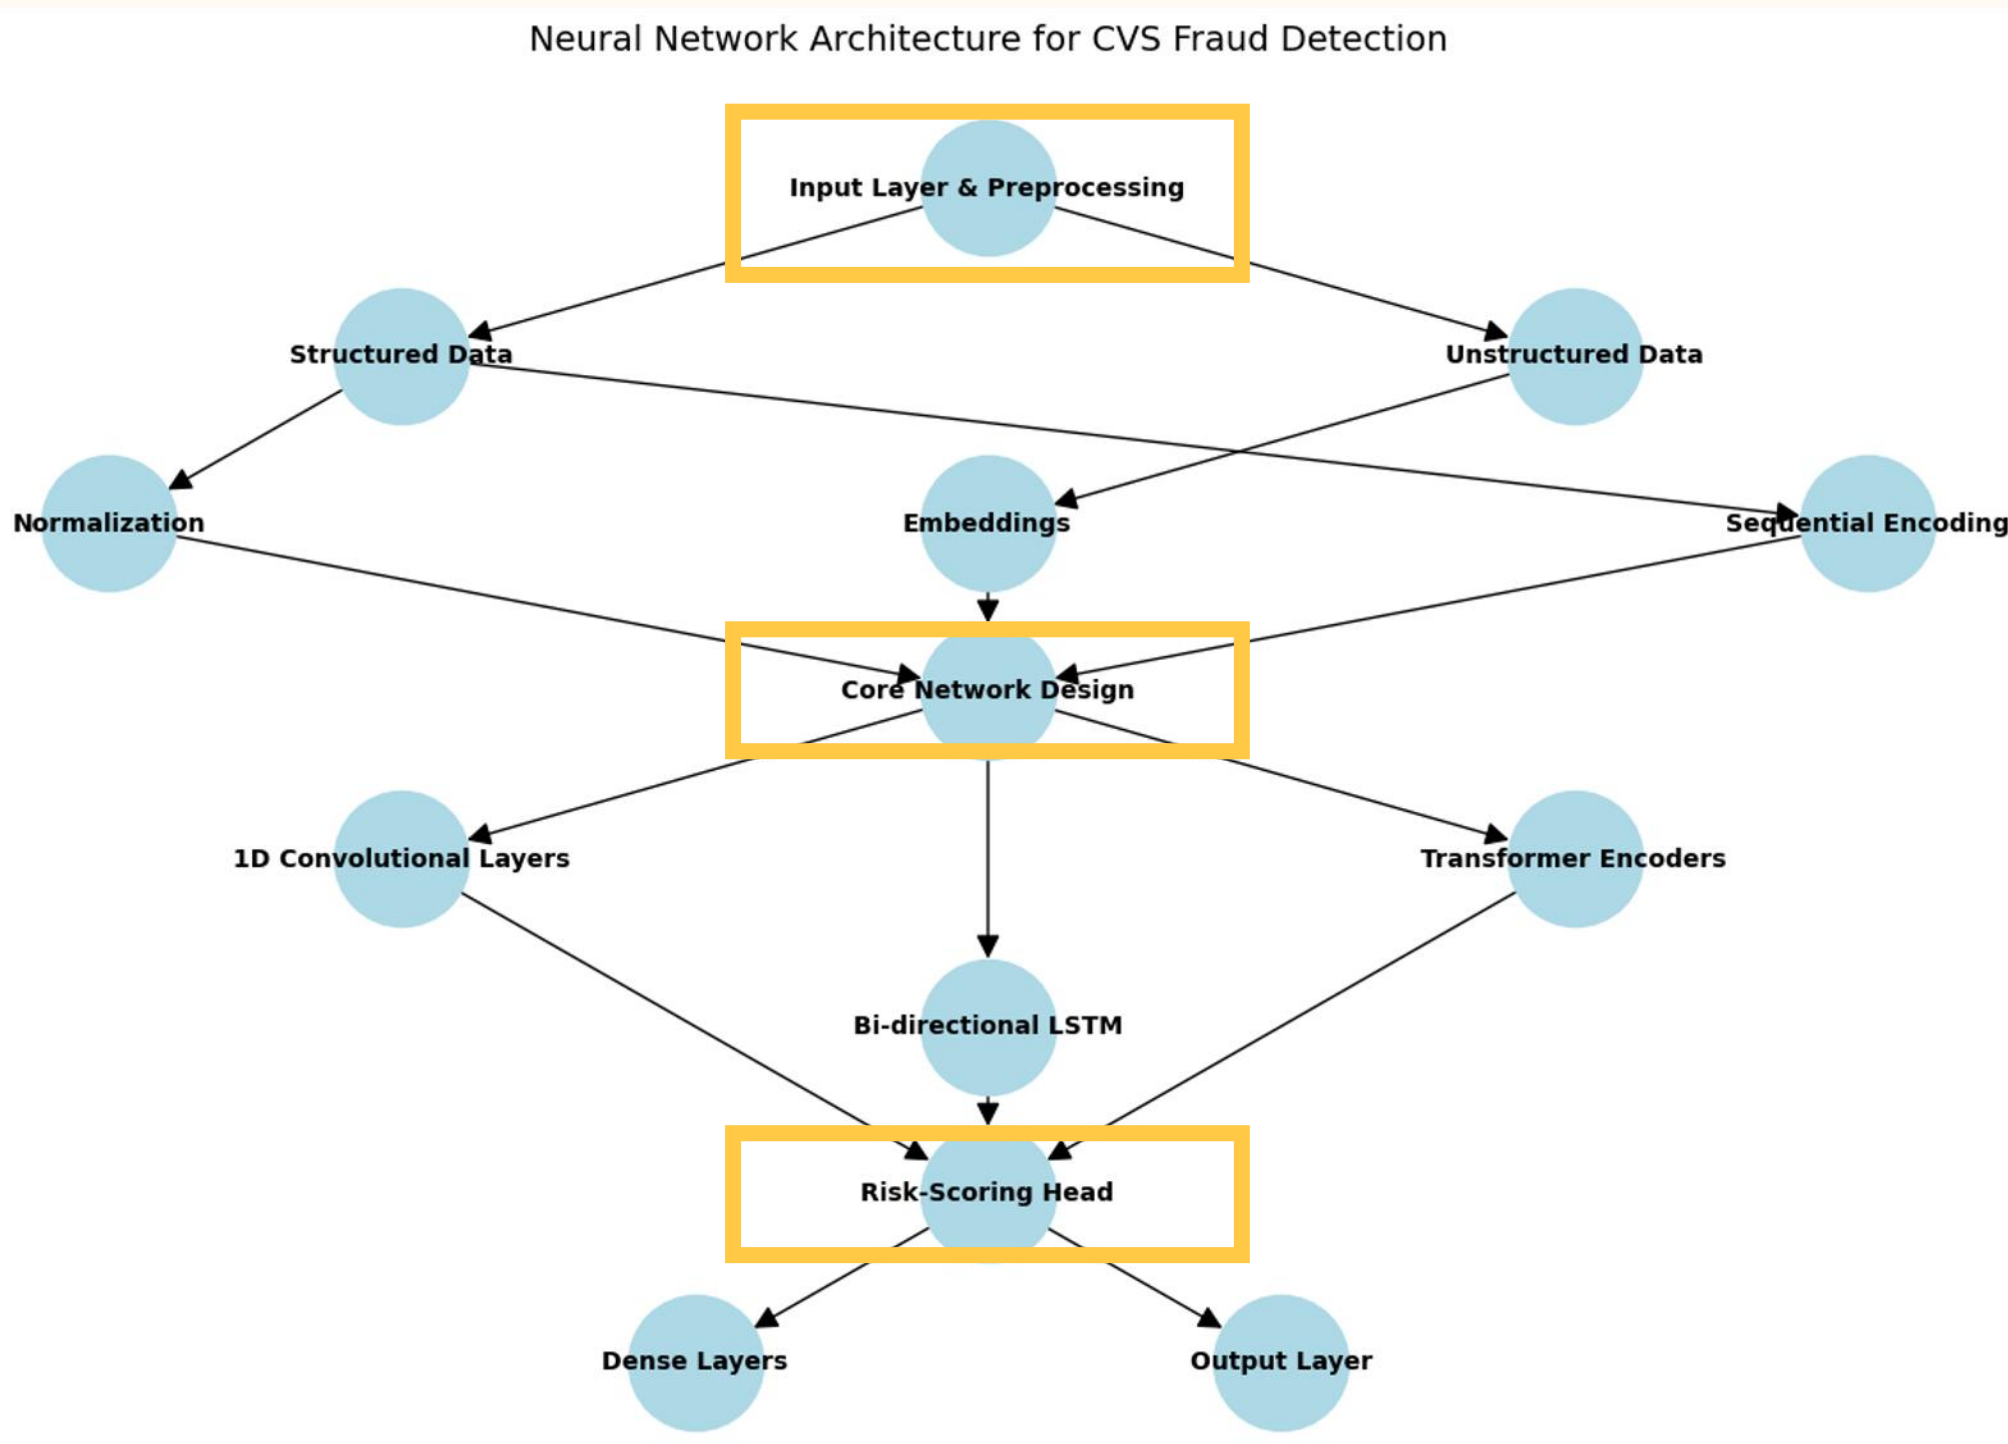 Neural Network Architecture for CVS Fraud Detection
Input Layer & Preprocessing
Structured Data
Unstructured Data
Normalization
Embeddings
Sequential Encoding
Core Network Design
1D Convolutional Layers
Transformer Encoders
Bi-directional LSTM
Risk-Scoring Head
Dense Layers
Output Layer